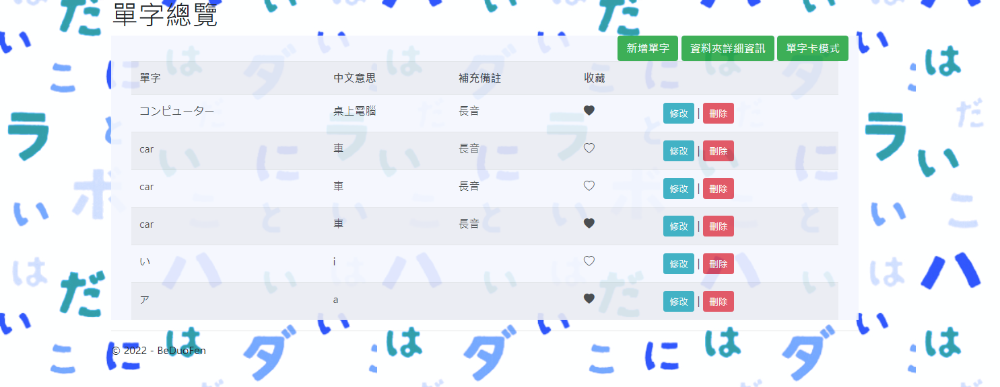 單字總覽
新增單字 資料夾詳細資訊 單字卡模式
單字 中文意思 補充備註 收藏
コンピューター 桌上電腦 長音 修改 | 刪除
car 車 長音 修改 | 刪除
car 車 長音 修改 | 刪除
car 車 長音 修改 | 刪除
い i 修改 | 刪除
ア a 修改 | 刪除
© 2022 - BeDuoFen